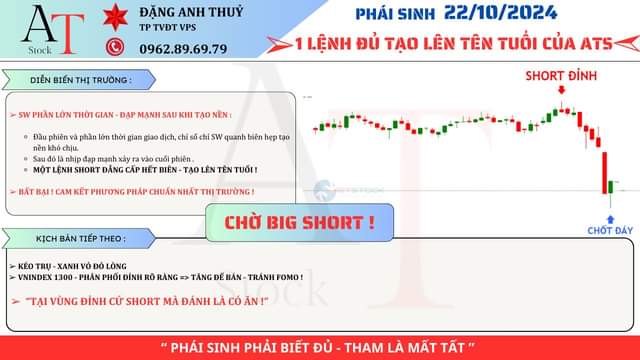 AT
Stock
ĐẶNG ANH THUỶ
TP TVĐT VPS
0962.89.69.79
PHÁI SINH 22/10/2024
1 LỆNH ĐỦ TẠO LÊN TÊN TUỔI CỦA ATS
DIỄN BIẾN THỊ TRƯỜNG :
➢ SW PHẦN LỚN THỜI GIAN - ĐẠP MẠNH SAU KHI TẠO NỀN :
Đầu phiên và phần lớn thời gian giao dịch, chỉ số chỉ SW quanh biên hẹp tạo
nền khó chịu.
Sau đó là nhịp đạp mạnh xảy ra vào cuối phiên .
MỘT LỆNH SHORT ĐẲNG CẤP HẾT BIÊN - TẠO LÊN TÊN TUỔI !
➢ BẤT BẠI ! CAM KẾT PHƯƠNG PHÁP CHUẨN NHẤT THỊ TRƯỜNG !
SHORT ĐỈNH
CHỐT ĐÁY
CHỜ BIG SHORT !
KỊCH BẢN TIẾP THEO :
➢ KÉO TRỤ - XANH VỎ ĐỎ LÒNG
➢ VNINDEX 1300 - PHÂN PHỐI ĐỈNH RÕ RÀNG => TĂNG ĐỂ BÁN - TRÁNH FOMO !
➢ “TẠI VÙNG ĐỈNH CỨ SHORT MÀ ĐÁNH LÀ CÓ ĂN !”
AT
Stock
“ PHÁI SINH PHẢI BIẾT ĐỦ - THAM LÀ MẤT TẤT ”